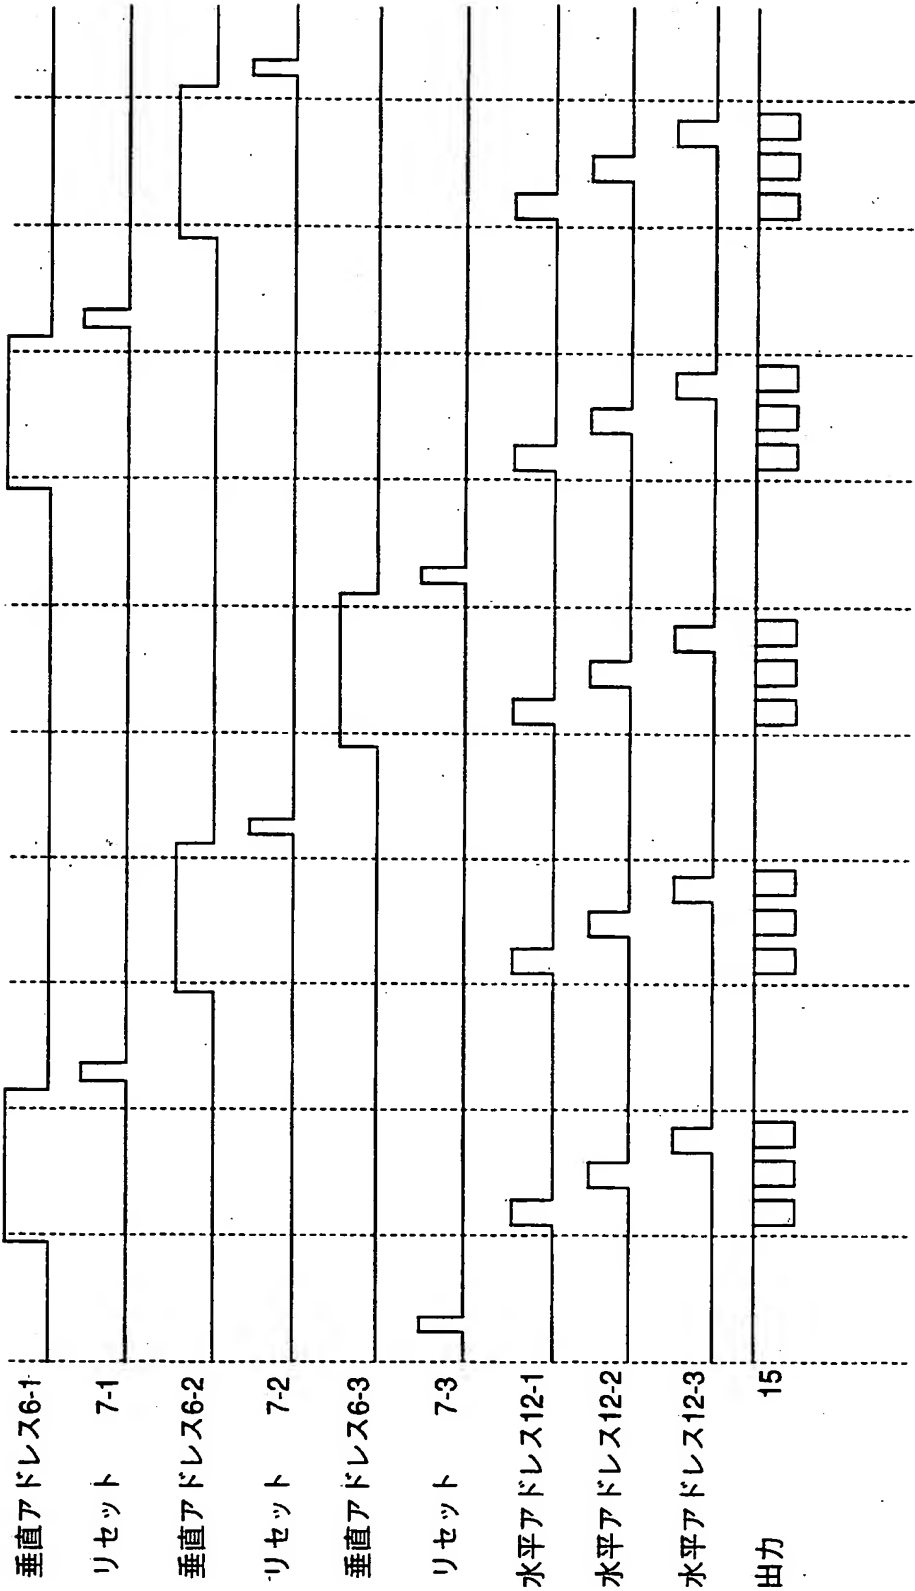 垂直アドレス6-1
リセット 7-1
垂直アドレス6-2
リセット 7-2
垂直アドレス6-3
リセット 7-3
水平アドレス12-1
水平アドレス12-2
水平アドレス12-3
出力 15